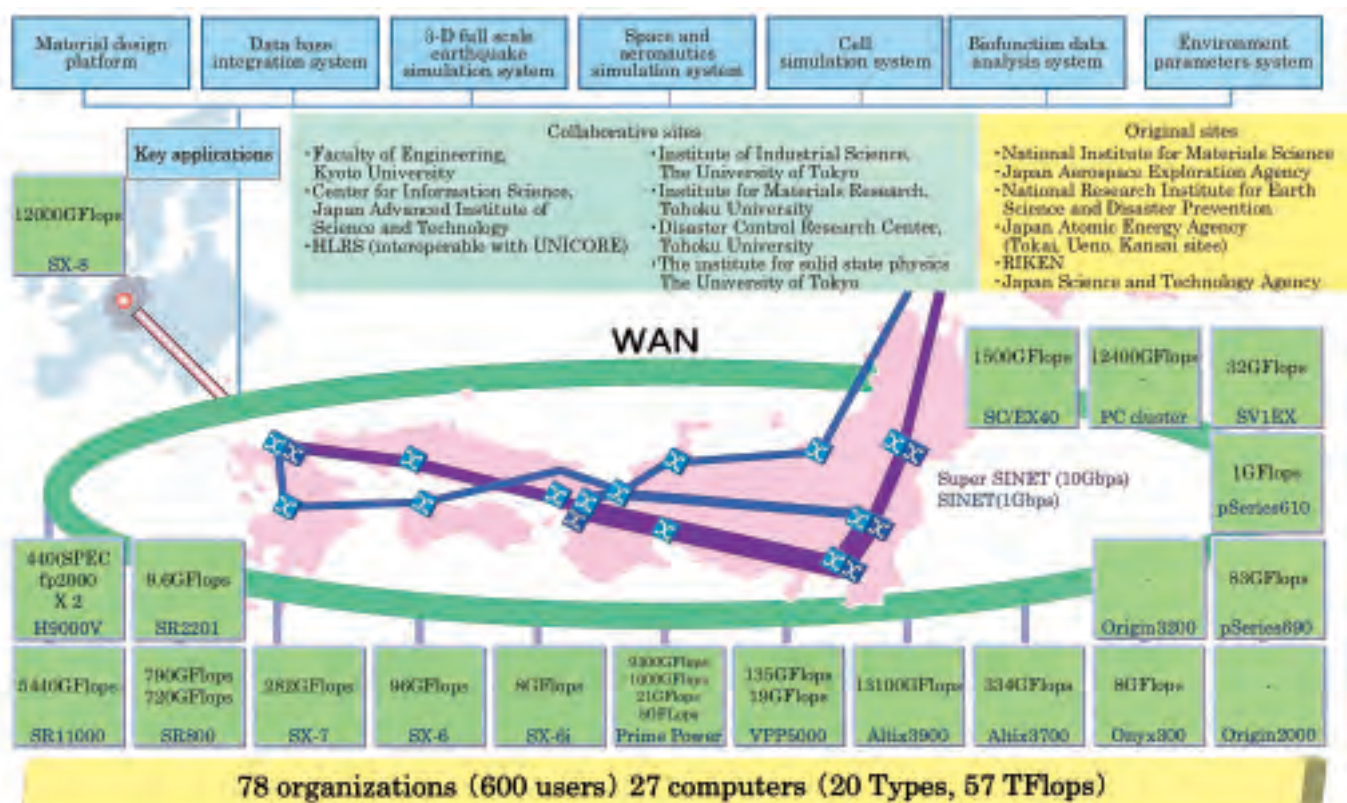 Material design
platform
Data base
integration system
3-D full scale
earthquake
simulation system
Space and
aeronautics
simulation system
Cell
simulation system
Biofunction data
analysis system
Environment
parameters system
Key applications
Collaborative sites
・Faculty of Engineering,
Kyoto University
・Center for Information Science,
Japan Advanced Institute of
Science and Technology
・HLRS (interoperable with UNICORE)
・Institute of Industrial Science,
The University of Tokyo
・Institute for Materials Research,
Tohoku University
・Disaster Control Research Center,
Tohoku University
・The institute for solid state physics
The University of Tokyo
Original sites
・National Institute for Materials Science
・Japan Aerospace Exploration Agency
・National Research Institute for Earth
Science and Disaster Prevention
・Japan Atomic Energy Agency
(Tokai, Ueno, Kansai sites)
・RIKEN
・Japan Science and Technology Agency
12000GFlops
SX-8
WAN
1500GFlops
SC/EX40
12400GFlops
-
PC cluster
32GFlops
SV1EX
Super SINET (10Gbps)
SINET(1Gbps)
1GFlops
pSeries610
440(SPEC
fp2000
X 2
H9000V
9.6GFlops
SR2201
-
Origin3200
83GFlops
pSeries690
5440GFlops
SR11000
790GFlops
720GFlops
SR800
282GFlops
SX-7
96GFlops
SX-6
8GFlops
SX-6i
9300GFlops
1000GFlops
21GFlops
8GFLops
Prime Power
135GFlops
19GFlops
VPP5000
13100GFlops
Altix3900
334GFlops
Altix3700
8GFlops
Onyx300
-
Origin2000
78 organizations (600 users) 27 computers (20 Types, 57 TFlops)